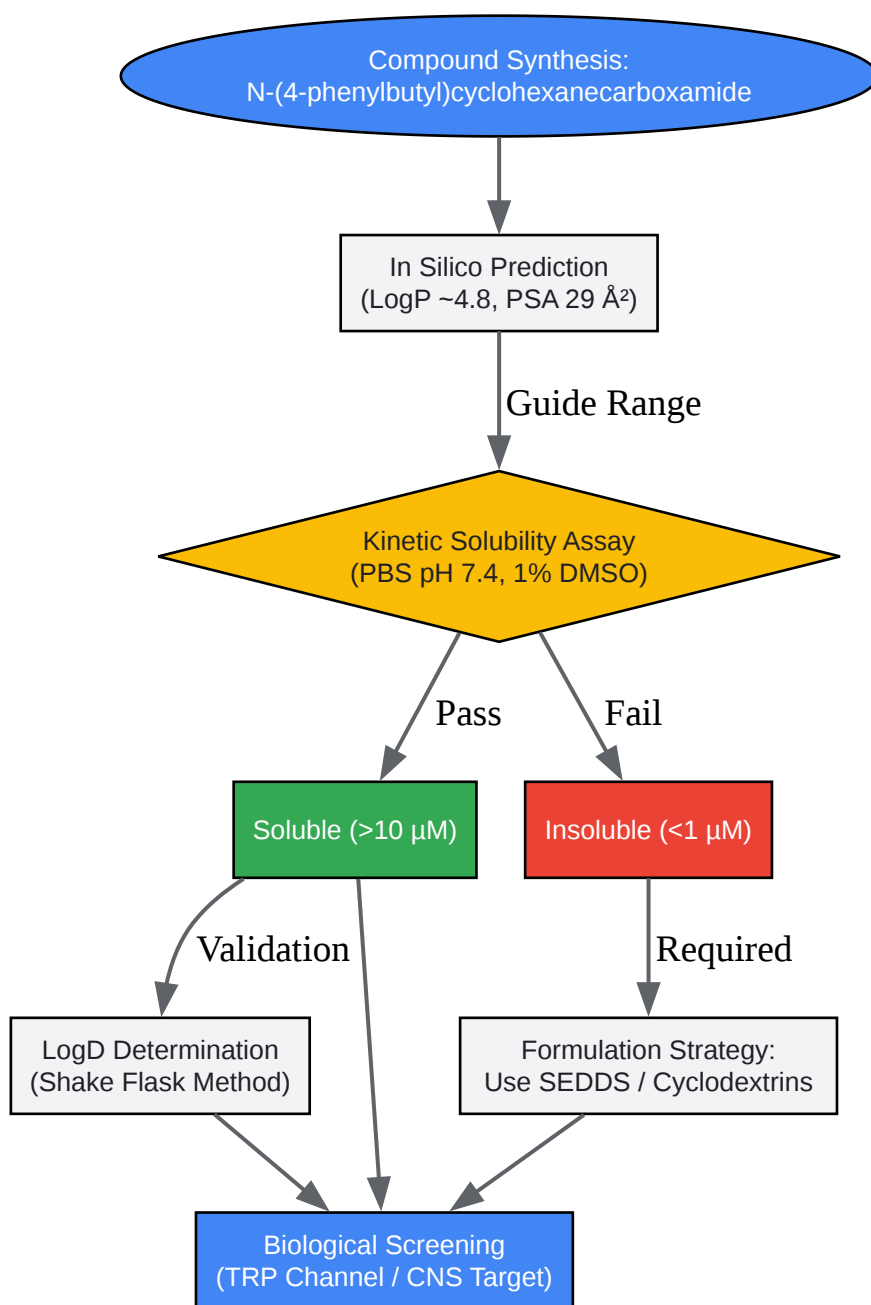 Compound Synthesis:
N-(4-phenylbutyl)cyclohexanecarboxamide
In Silico Prediction
(LogP ~4.8, PSA 29 Å²)
Guide Range
Kinetic Solubility Assay
(PBS pH 7.4, 1% DMSO)
Pass
Fail
Soluble (>10 µM)
Insoluble (<1 µM)
Validation
Required
LogD Determination
(Shake Flask Method)
Formulation Strategy:
Use SEDDS / Cyclodextrins
Biological Screening
(TRP Channel / CNS Target)